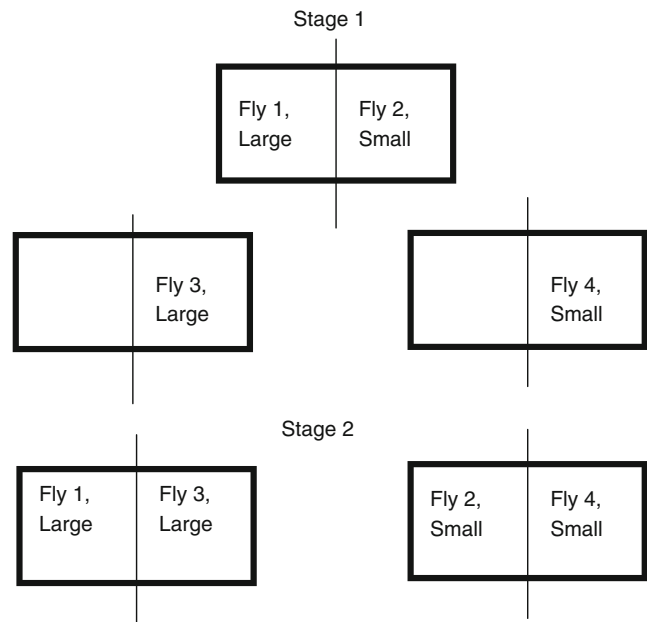 Stage 1
Fly 1,
Large
Fly 2,
Small
Fly 3,
Large
Fly 4,
Small
Stage 2
Fly 1,
Large
Fly 3,
Large
Fly 2,
Small
Fly 4,
Small